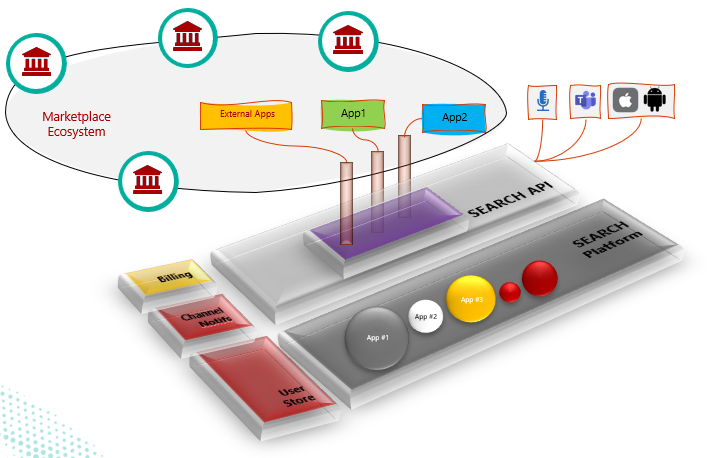 Marketplace
Ecosystem
External Apps
App1
App2
SEARCH API
SEARCH
Platform
Billing
Channel
Notifs
User
Store
App #1
App #2
App #3